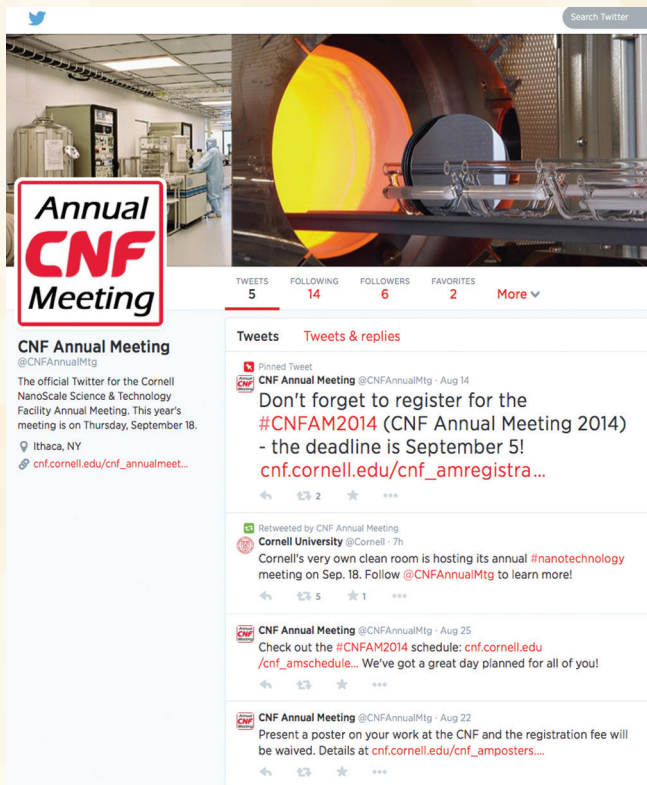 Search Twitter
Annual
CNF
Meeting
TWEETS
5
FOLLOWING
14
FOLLOWERS
6
FAVORITES
2
More
CNF Annual Meeting
@CNFAnnualMtg
The official Twitter for the Cornell
NanoScale Science & Technology
Facility Annual Meeting. This year's
meeting is on Thursday, September 18.
Ithaca, NY
cnf.cornell.edu/cnf_annualmeet...
Tweets Tweets & replies
Pinned Tweet
CNF Annual Meeting @CNFAnnualMtg · Aug 14
Don't forget to register for the
#CNFAM2014 (CNF Annual Meeting 2014)
- the deadline is September 5!
cnf.cornell.edu/cnf_amregistra...
2
Retweeted by CNF Annual Meeting
Cornell University @Cornell · 7h
Cornell's very own clean room is hosting its annual #nanotechnology
meeting on Sep. 18. Follow @CNFAnnualMtg to learn more!
5 1
CNF Annual Meeting @CNFAnnualMtg · Aug 25
Check out the #CNFAM2014 schedule: cnf.cornell.edu
/cnf_amschedule... We've got a great day planned for all of you!
CNF Annual Meeting @CNFAnnualMtg · Aug 22
Present a poster on your work at the CNF and the registration fee will
be waived. Details at cnf.cornell.edu/cnf_amposters....